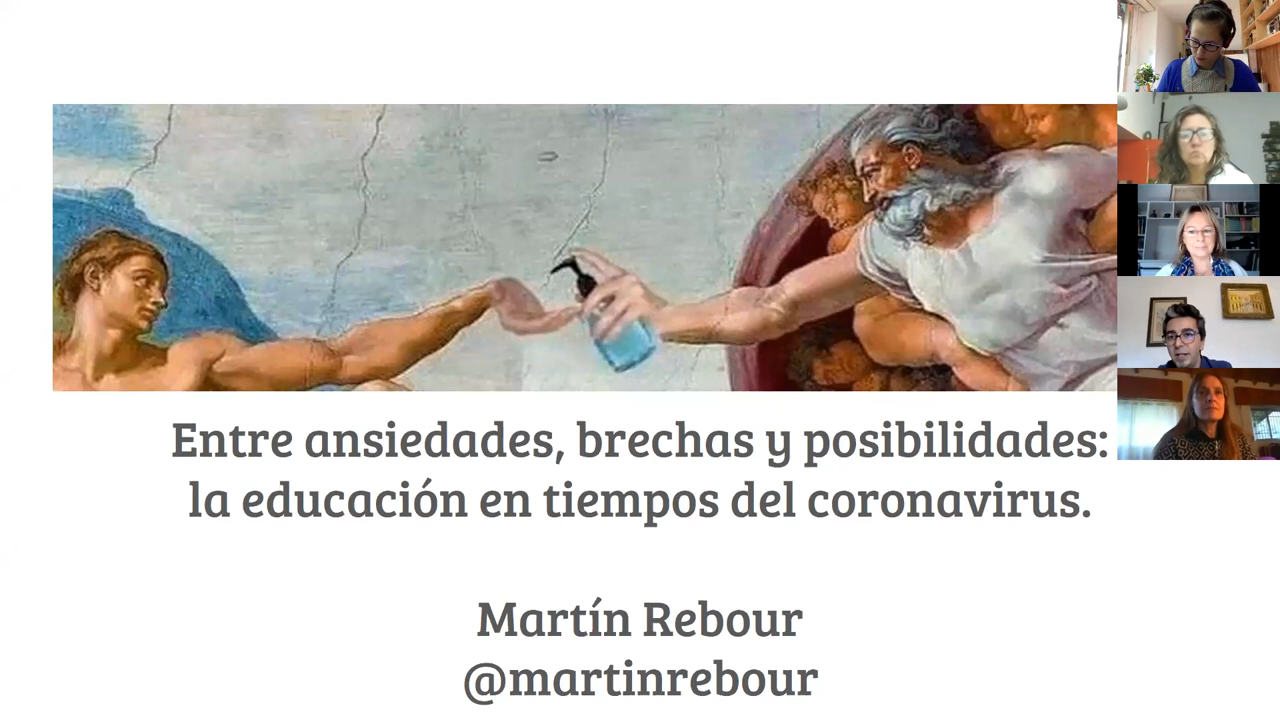 Entre ansiedades, brechas y posibilidades:
la educación en tiempos del coronavirus.
Martín Rebour
@martinrebour